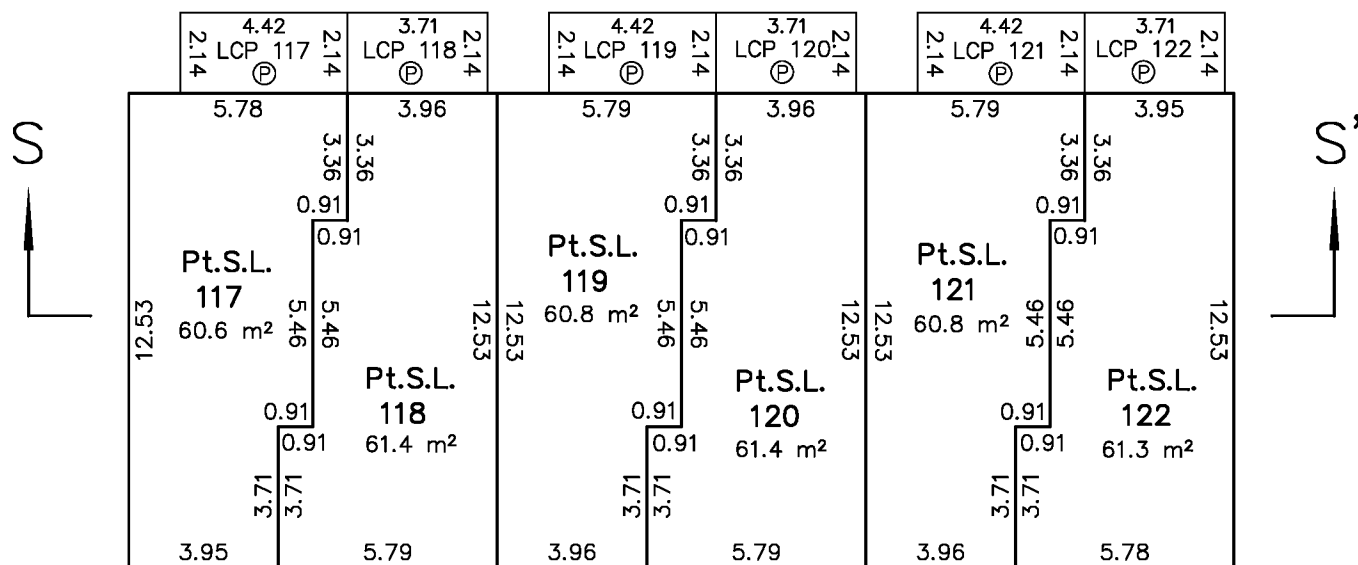 4.42
3.71
4.42
3.71
4.42
3.71
2.14
LCP 117
2.14
LCP 118
2.14
2.14
LCP 119
2.14
LCP 120
2.14
2.14
LCP 121
2.14
LCP 122
2.14
P
P
P
P
P
P
5.78
3.96
5.79
3.96
5.79
3.95
S
S'
3.36
3.36
3.36
3.36
3.36
3.36
0.91
0.91
0.91
0.91
0.91
0.91
Pt.S.L.
117
60.6 m²
Pt.S.L.
119
60.8 m²
Pt.S.L.
121
60.8 m²
12.53
5.46
5.46
12.53
12.53
5.46
5.46
12.53
12.53
5.46
5.46
12.53
Pt.S.L.
118
61.4 m²
Pt.S.L.
120
61.4 m²
Pt.S.L.
122
61.3 m²
0.91
0.91
0.91
0.91
0.91
0.91
3.71
3.71
3.71
3.71
3.71
3.71
3.95
5.79
3.96
5.79
3.96
5.78